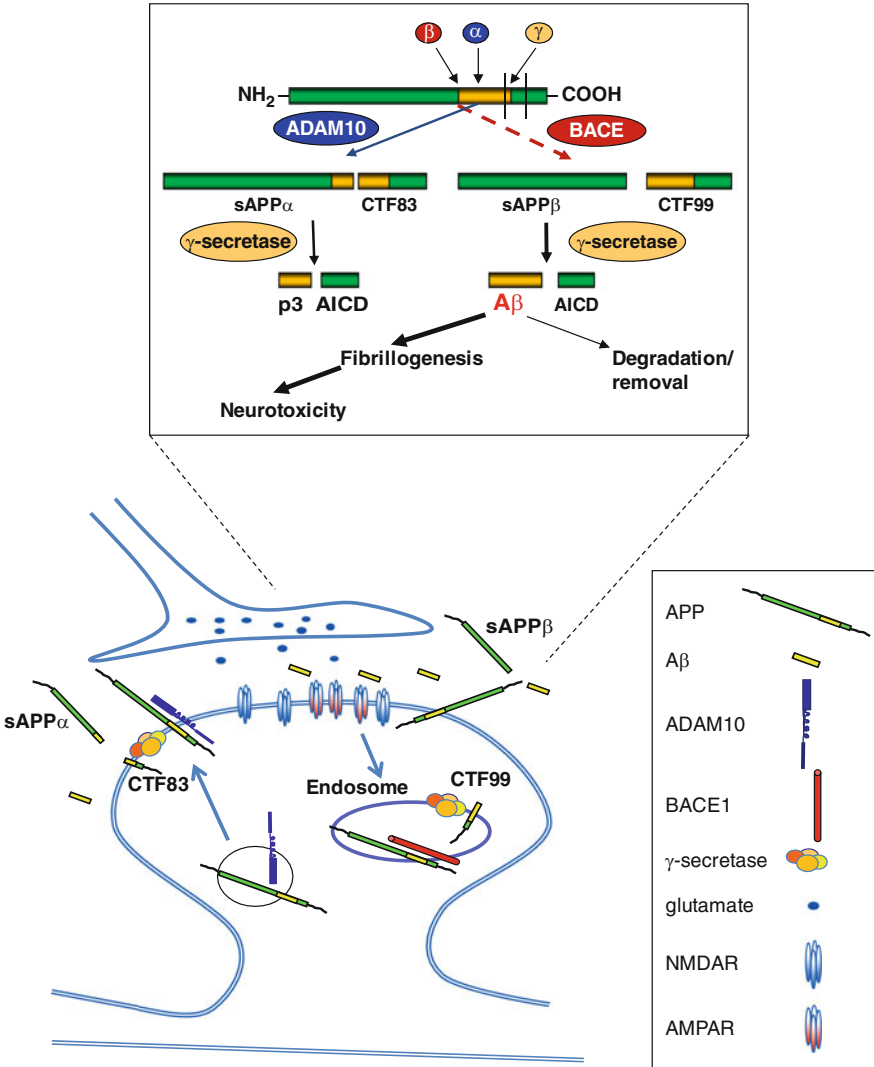 β α γ
NH₂ COOH
ADAM10 BACE
sAPPα CTF83 sAPPβ CTF99
γ-secretase γ-secretase
p3 AICD Aβ AICD
Fibrillogenesis Degradation/
removal
Neurotoxicity
sAPPβ
sAPPα
CTF83
Endosome CTF99
APP
Aβ
ADAM10
BACE1
γ-secretase
glutamate
NMDAR
AMPAR